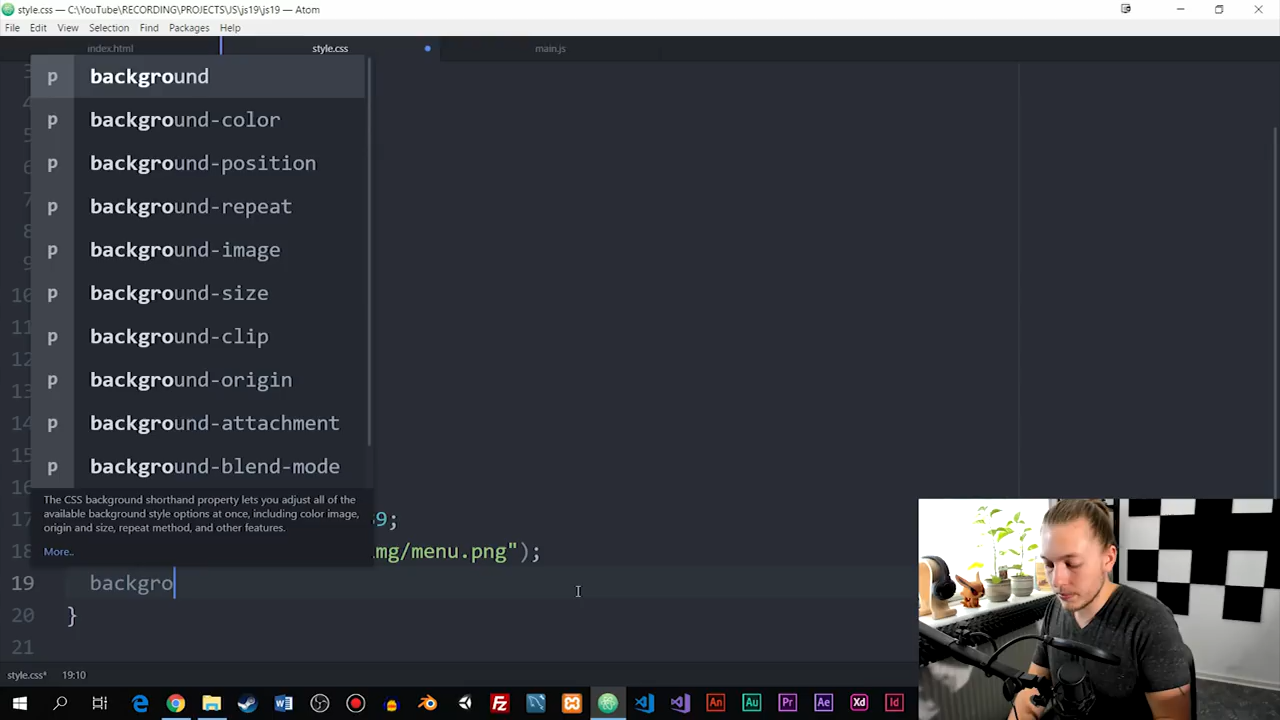 style.css — C:\YouTube\RECORDING\PROJECTS\JS\js19\js19 — Atom
File Edit View Selection Find Packages Help
index.html style.css main.js
p background
p background-color
p background-position
p background-repeat
p background-image
p background-size
p background-clip
p background-origin
p background-attachment
p background-blend-mode
The CSS background shorthand property lets you adjust all of the
available background style options at once, including color image,
origin and size, repeat method, and other features.
More..
17 9;
18 mg/menu.png");
19 backgro
20 }
21
style.css* 19:10